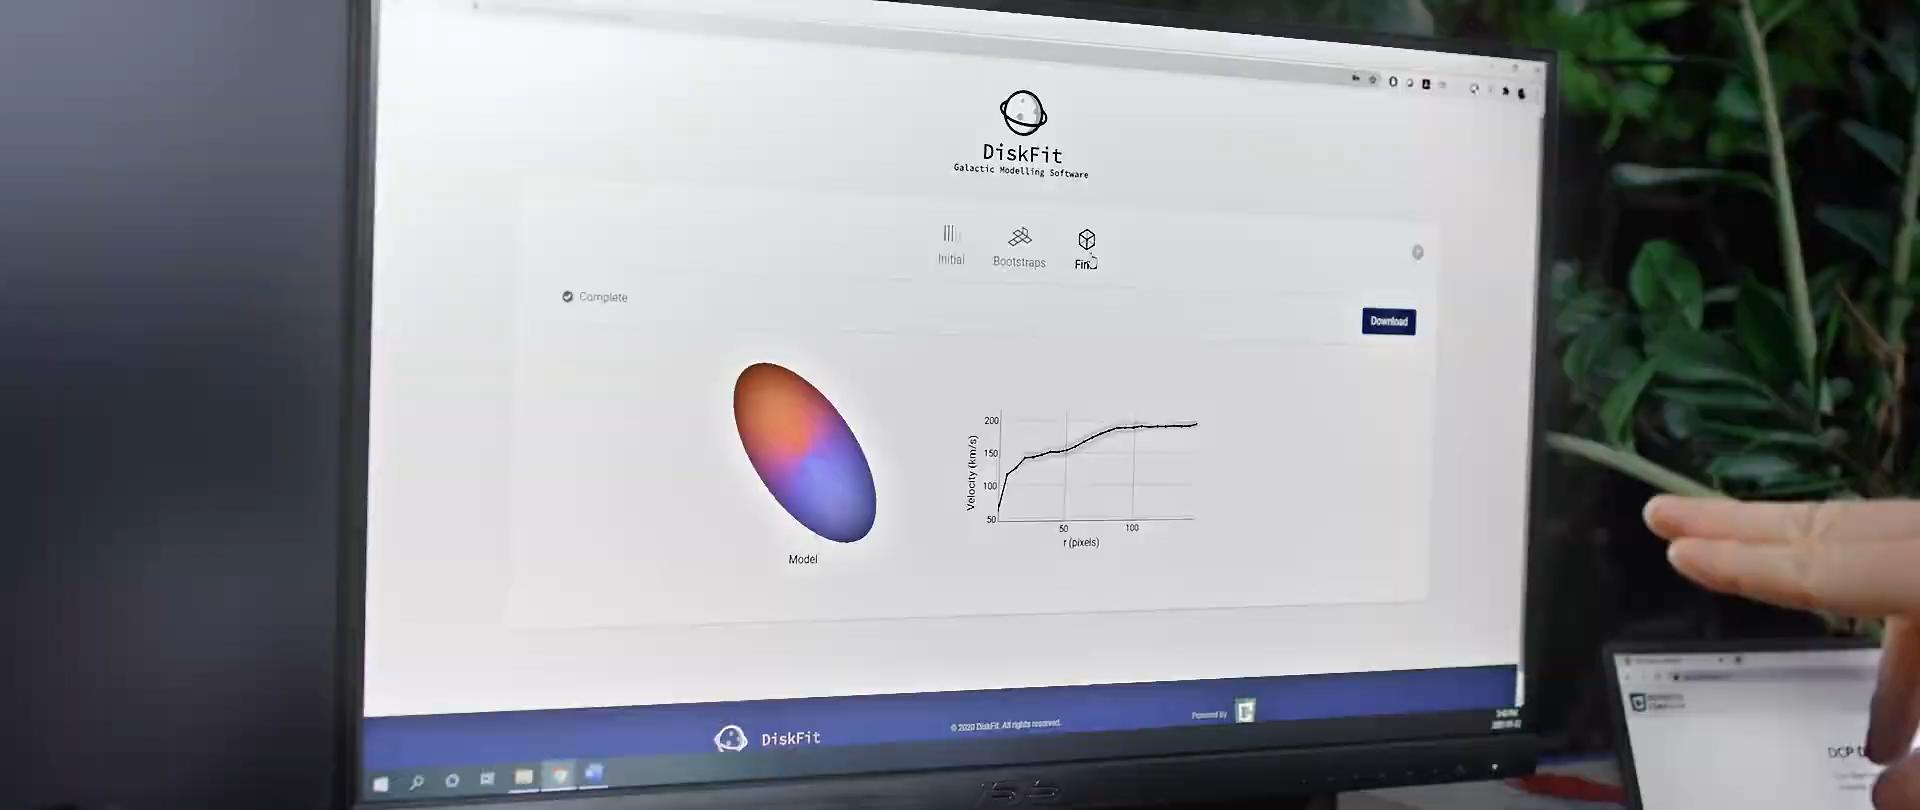 DiskFit
Galactic Modelling Software
Initial
Bootstraps
Complete
Download
200
150
100
50
Velocity (km/s)
50
100
r (pixels)
Model
DiskFit
© 2020 DiskFit. All rights reserved.
Powered by
DCP